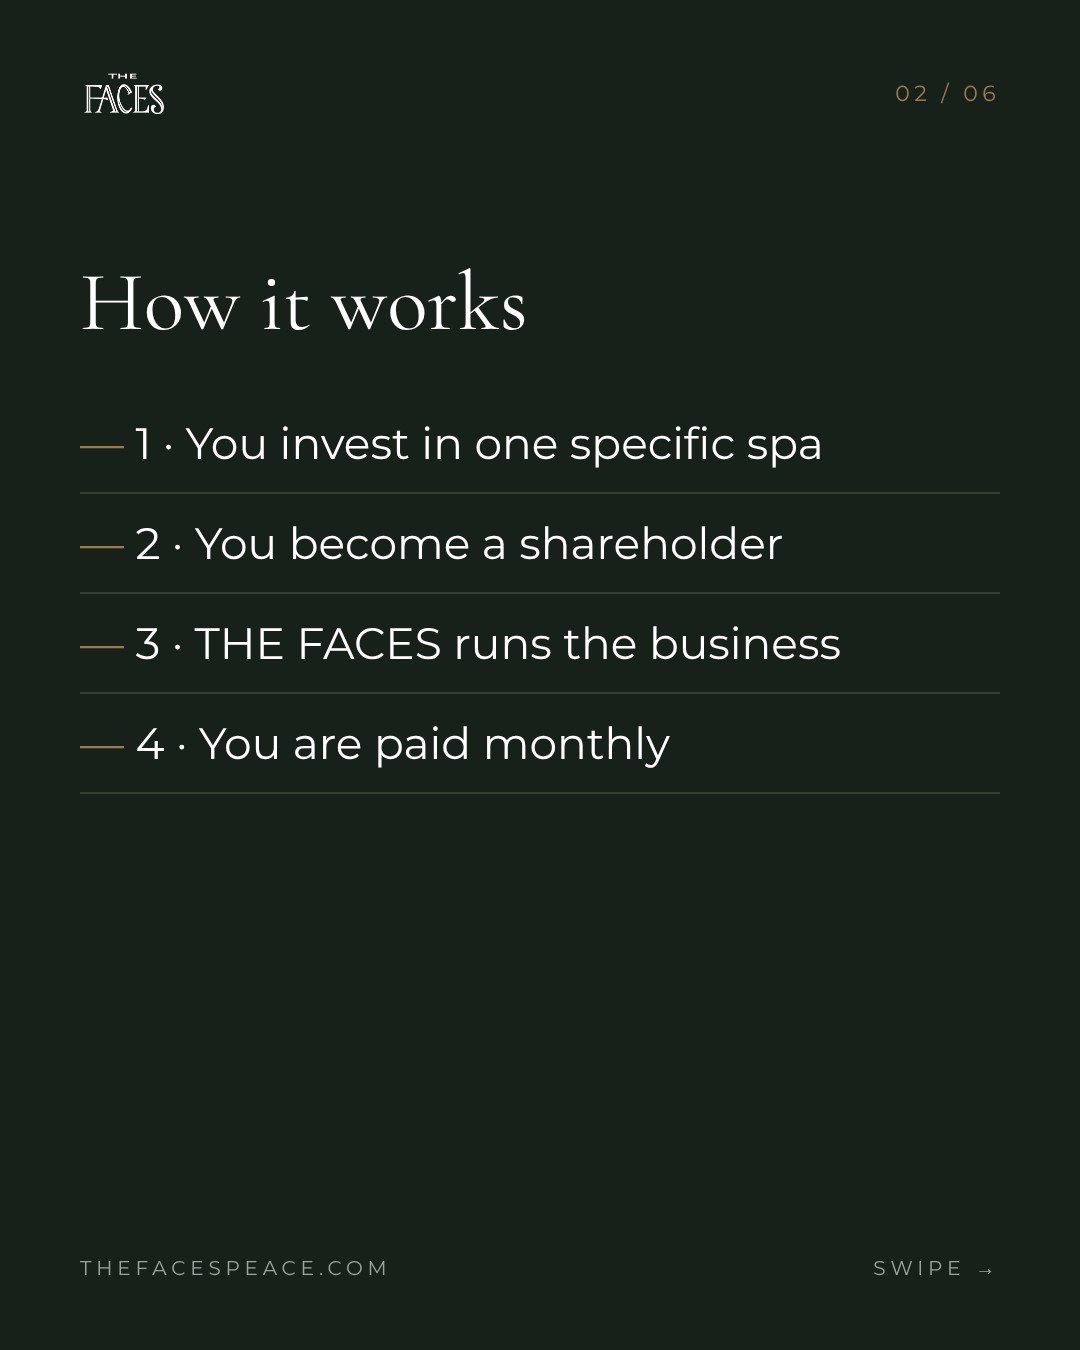 THE
FACES
02 / 06
How it works
— 1 · You invest in one specific spa
— 2 · You become a shareholder
— 3 · THE FACES runs the business
— 4 · You are paid monthly
THEFACESPEACE.COM
SWIPE →